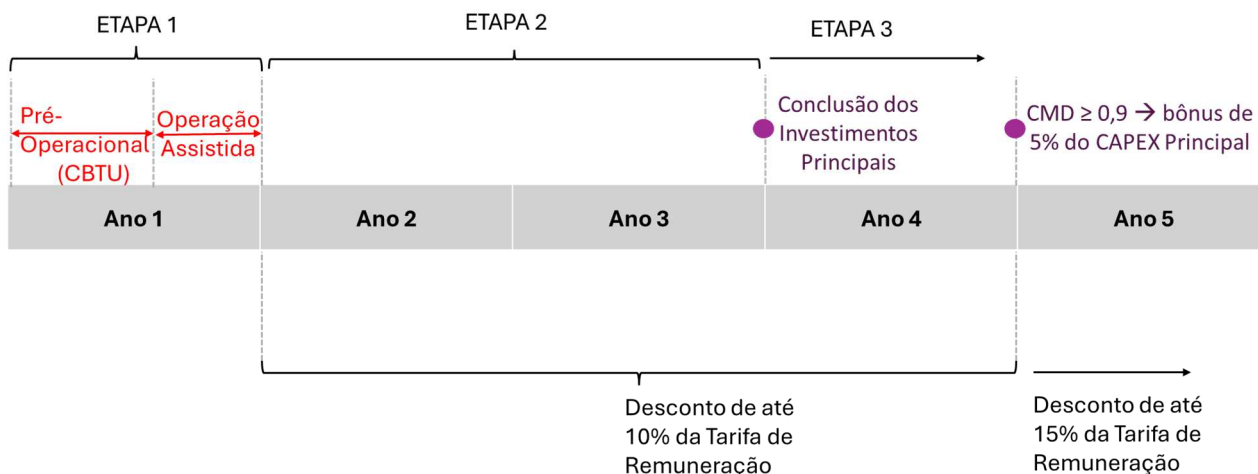 ETAPA 1
ETAPA 2
ETAPA 3
Pré-
Operacional
(CBTU)
Operação
Assistida
Conclusão dos
Investimentos
Principais
CMD ≥ 0,9 → bônus de
5% do CAPEX Principal
Ano 1
Ano 2
Ano 3
Ano 4
Ano 5
Desconto de até
10% da Tarifa de
Remuneração
Desconto de até
15% da Tarifa de
Remuneração